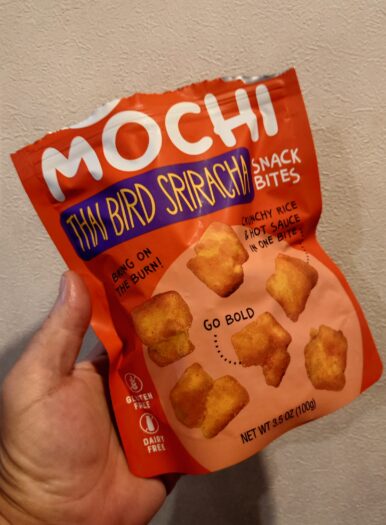 MOCHI
THAI BIRD SRIRACHA
SNACK
BITES
CRUNCHY RICE
& HOT SAUCE
IN ONE BITE.
BRING ON
THE BURN!
GO BOLD
GLUTEN
FREE
DAIRY
FREE
NET WT 3.5 OZ (100g)